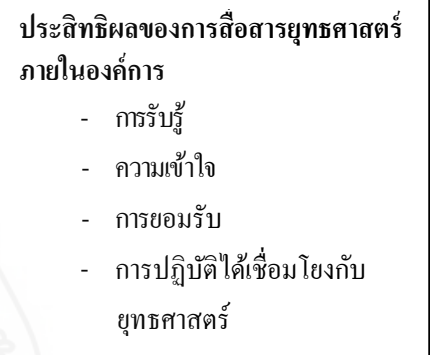 ประสิทธิผลของการสื่อสารยุทธศาสตร์
ภายในองค์การ
- การรับรู้
- ความเข้าใจ
- การยอมรับ
- การปฏิบัติได้เชื่อมโยงกับ
ยุทธศาสตร์